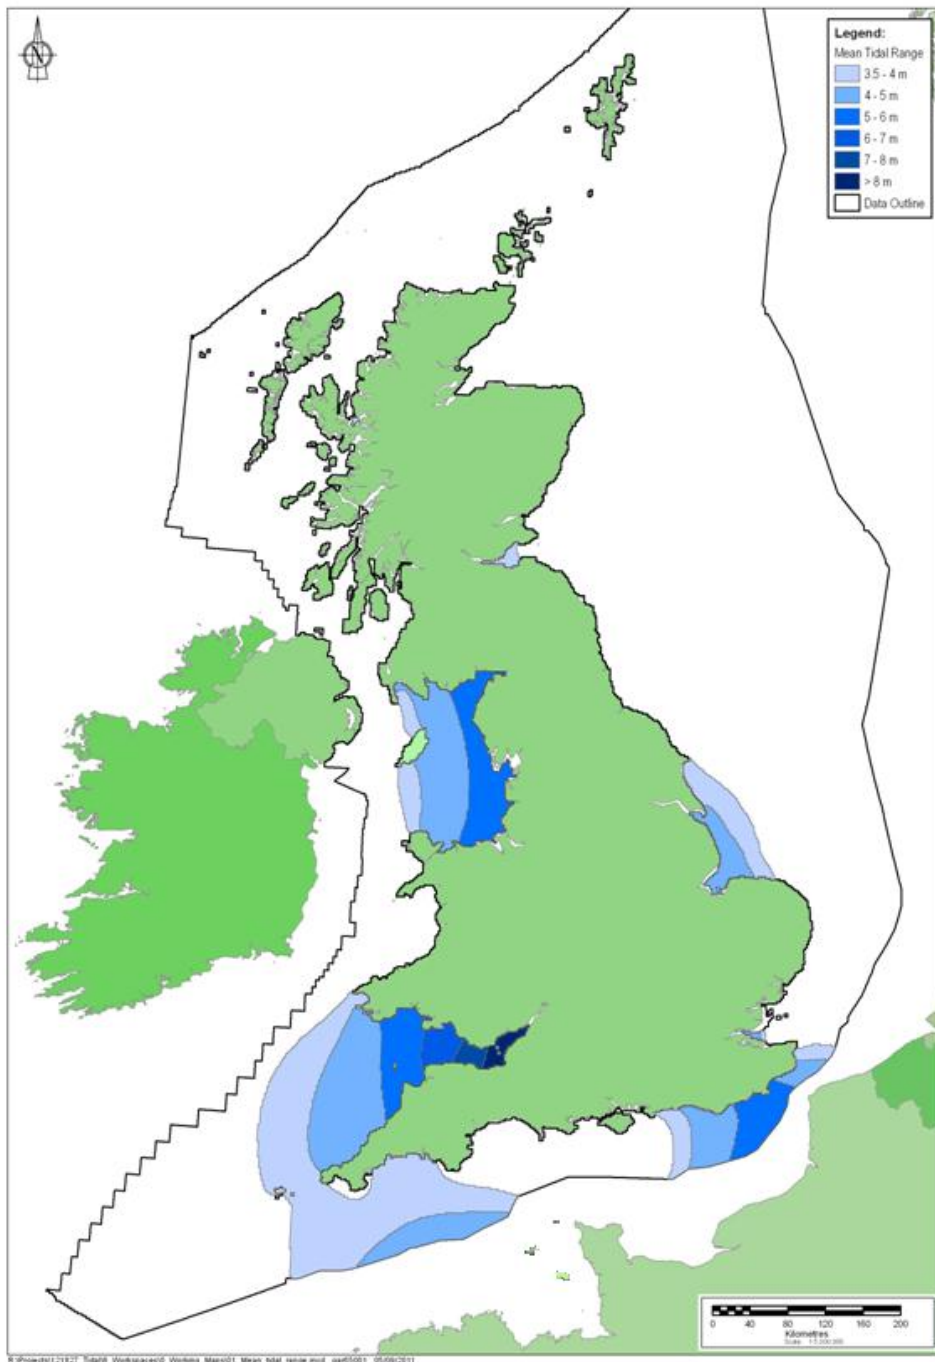 N
Legend:
Mean Tidal Range
3.5 - 4 m
4 - 5 m
5 - 6 m
6 - 7 m
7 - 8 m
> 8 m
Data Outline
0 40 80 120 160 200
Kilometres